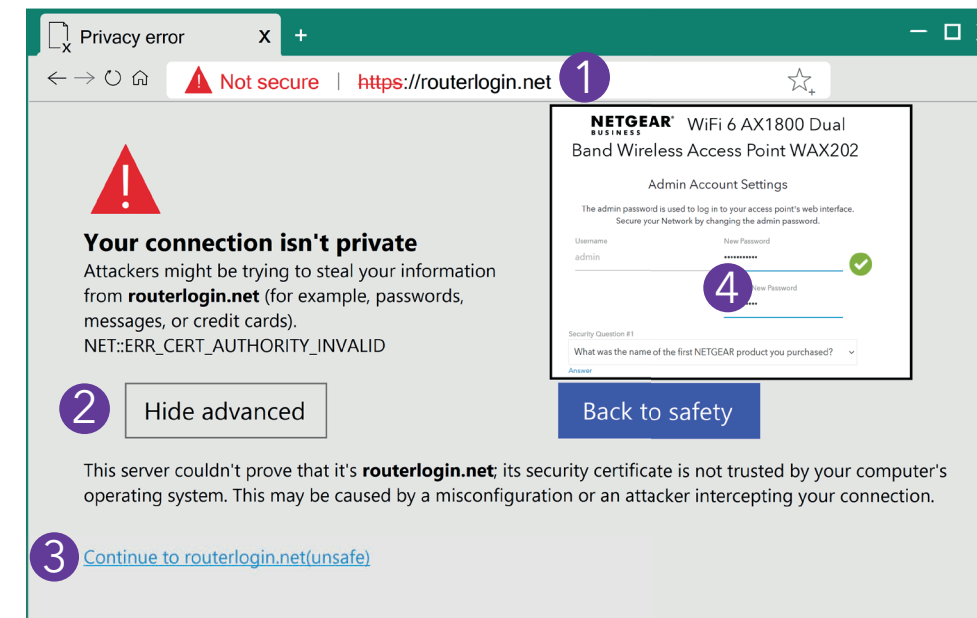 Privacy error X +
Not secure | https://routerlogin.net 1
NETGEAR® WiFi 6 AX1800 Dual
BUSINESS
Band Wireless Access Point WAX202
Admin Account Settings
The admin password is used to log in to your access point's web interface.
Secure your Network by changing the admin password.
Username New Password
admin
4 New Password
Security Question #1
What was the name of the first NETGEAR product you purchased?
Answer
Your connection isn't private
Attackers might be trying to steal your information
from routerlogin.net (for example, passwords,
messages, or credit cards).
NET::ERR_CERT_AUTHORITY_INVALID
2 Hide advanced Back to safety
This server couldn't prove that it's routerlogin.net; its security certificate is not trusted by your computer's
operating system. This may be caused by a misconfiguration or an attacker intercepting your connection.
3 Continue to routerlogin.net(unsafe)